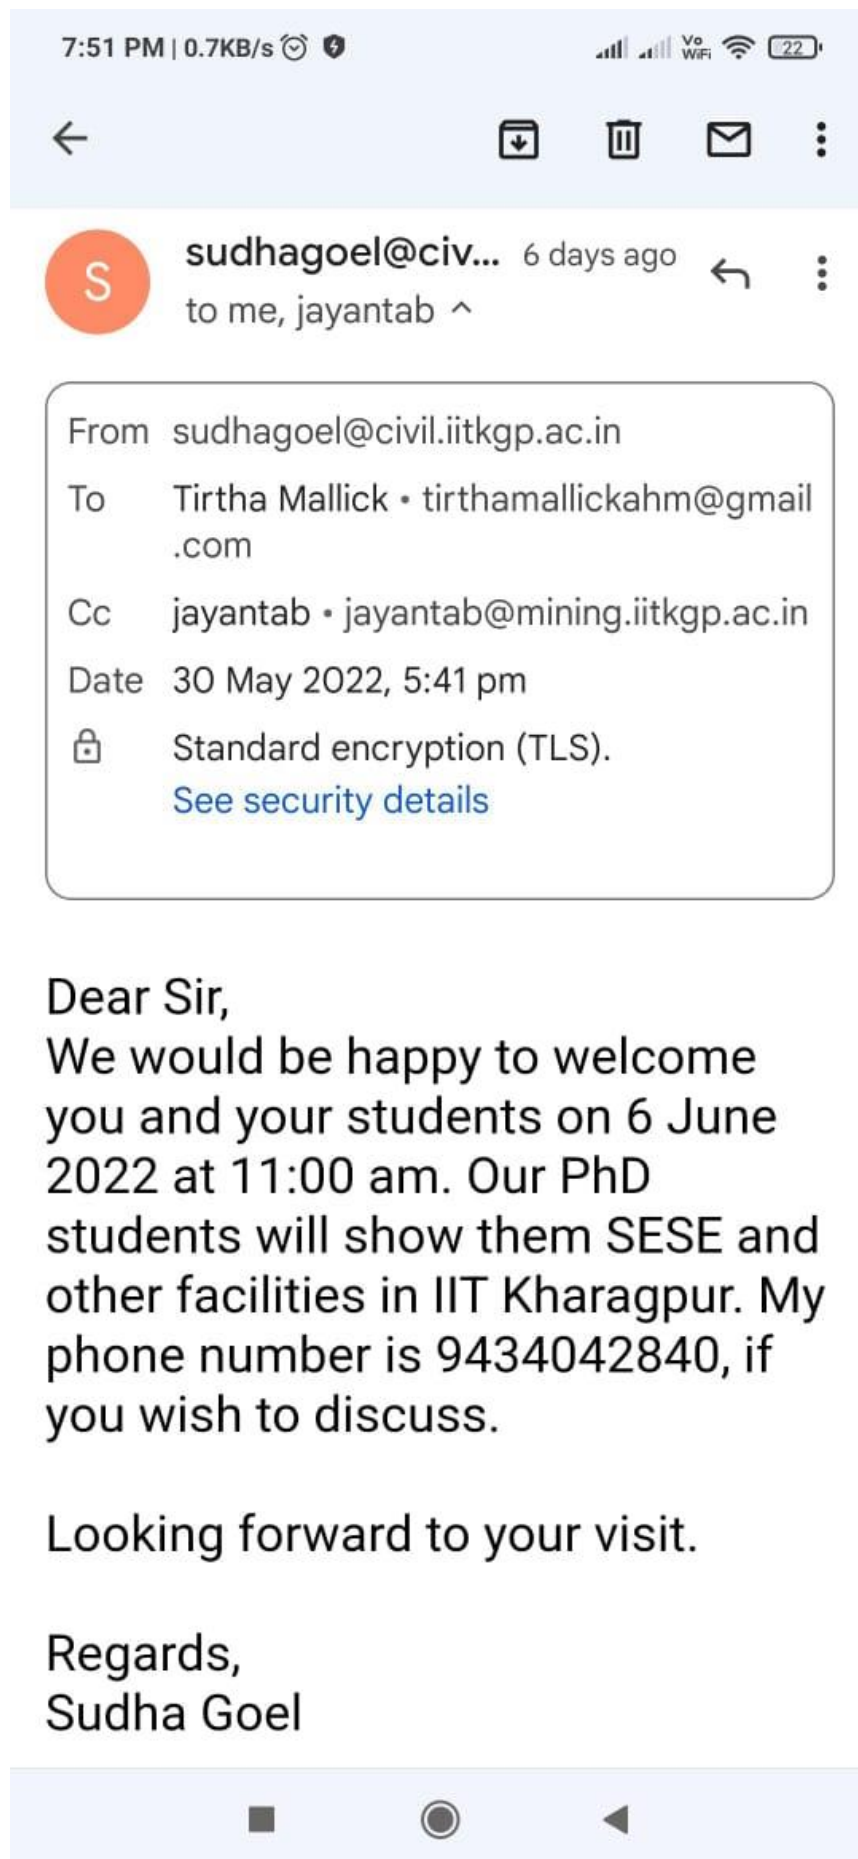 7:51 PM | 0.7KB/s
Vo
WiFi
22
S
sudhagoel@civ... 6 days ago
to me, jayantab
From sudhagoel@civil.iitkgp.ac.in
To Tirtha Mallick • tirthamallickahm@gmail
.com
Cc jayantab • jayantab@mining.iitkgp.ac.in
Date 30 May 2022, 5:41 pm
Standard encryption (TLS).
See security details
Dear Sir,
We would be happy to welcome
you and your students on 6 June
2022 at 11:00 am. Our PhD
students will show them SESE and
other facilities in IIT Kharagpur. My
phone number is 9434042840, if
you wish to discuss.
Looking forward to your visit.
Regards,
Sudha Goel